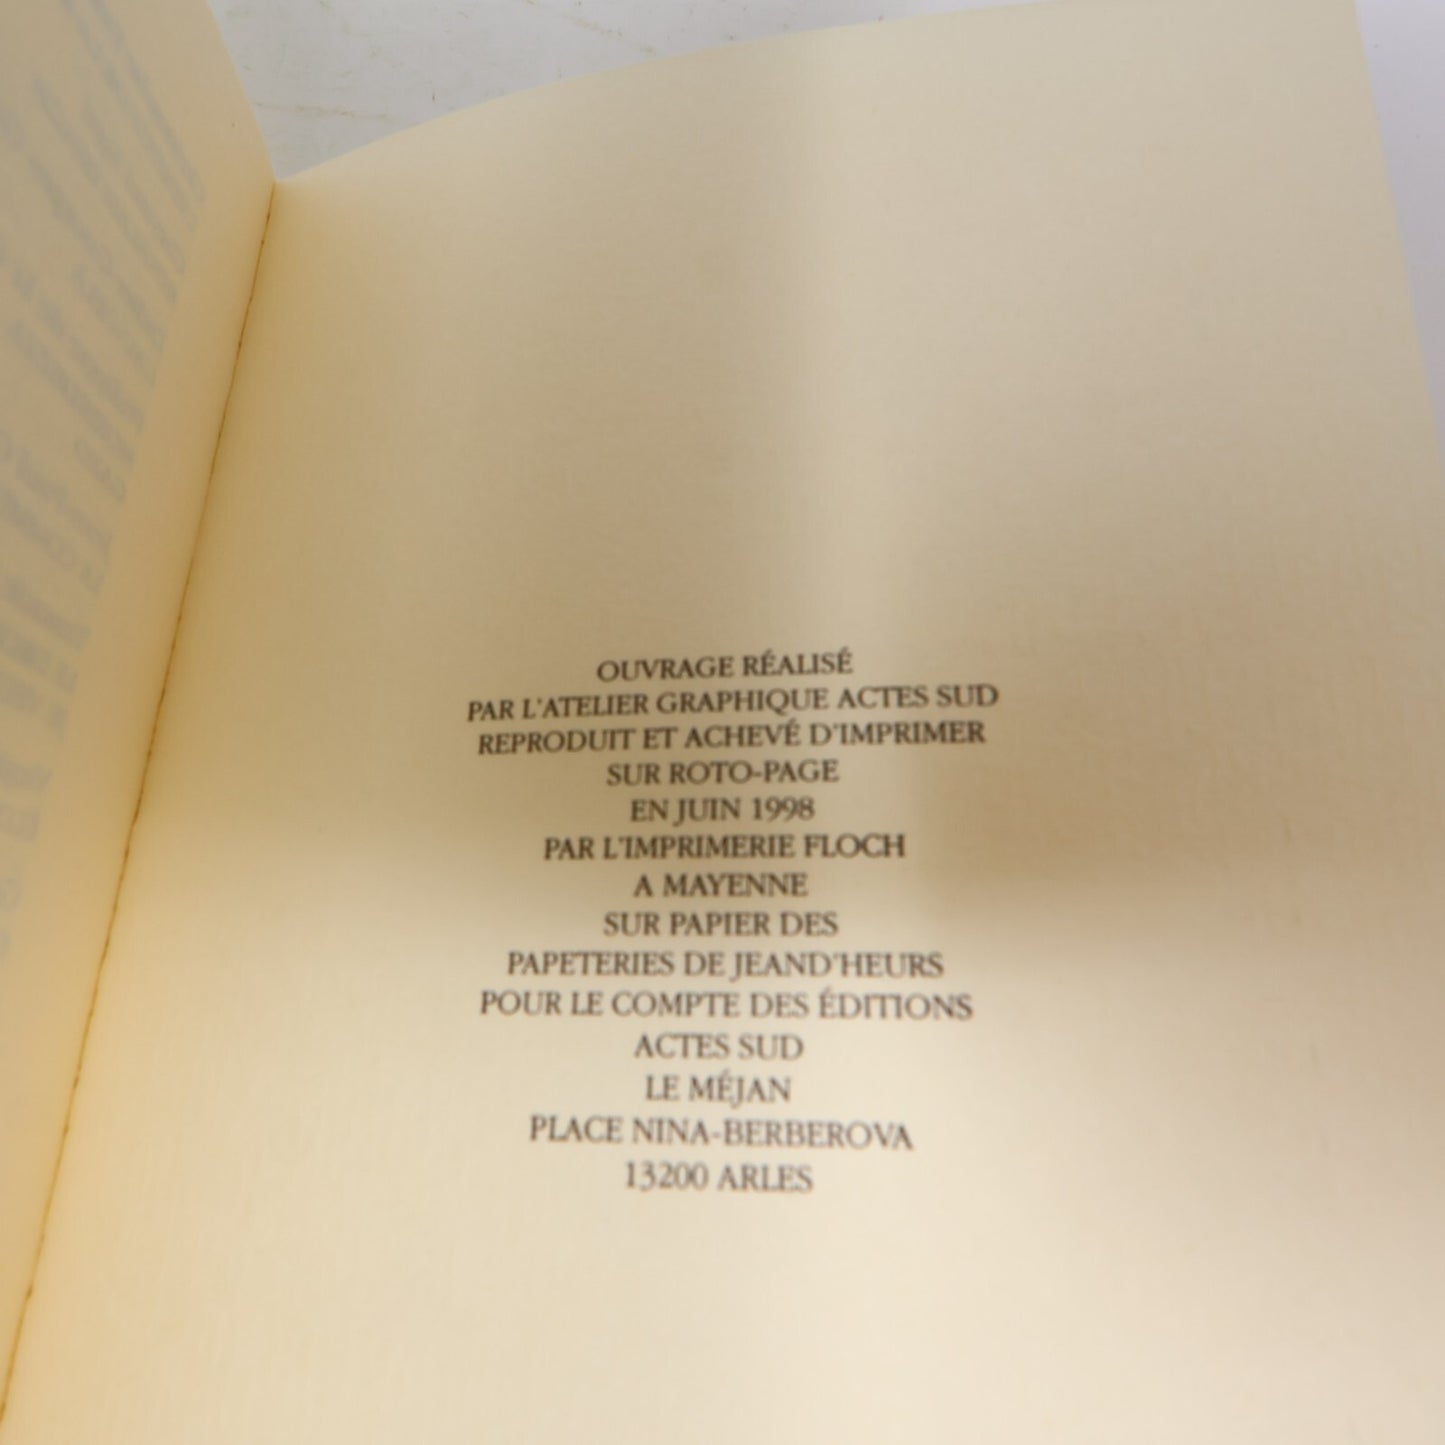 OUVRAGE RÉALISÉ
PAR L'ATELIER GRAPHIQUE ACTES SUD
REPRODUIT ET ACHEVÉ D'IMPRIMER
SUR ROTO-PAGE
EN JUIN 1998
PAR L'IMPRIMERIE FLOCH
A MAYENNE
SUR PAPIER DES
PAPETERIES DE JEAND'HEURS
POUR LE COMPTE DES ÉDITIONS
ACTES SUD
LE MÉJAN
PLACE NINA-BERBEROVA
13200 ARLES